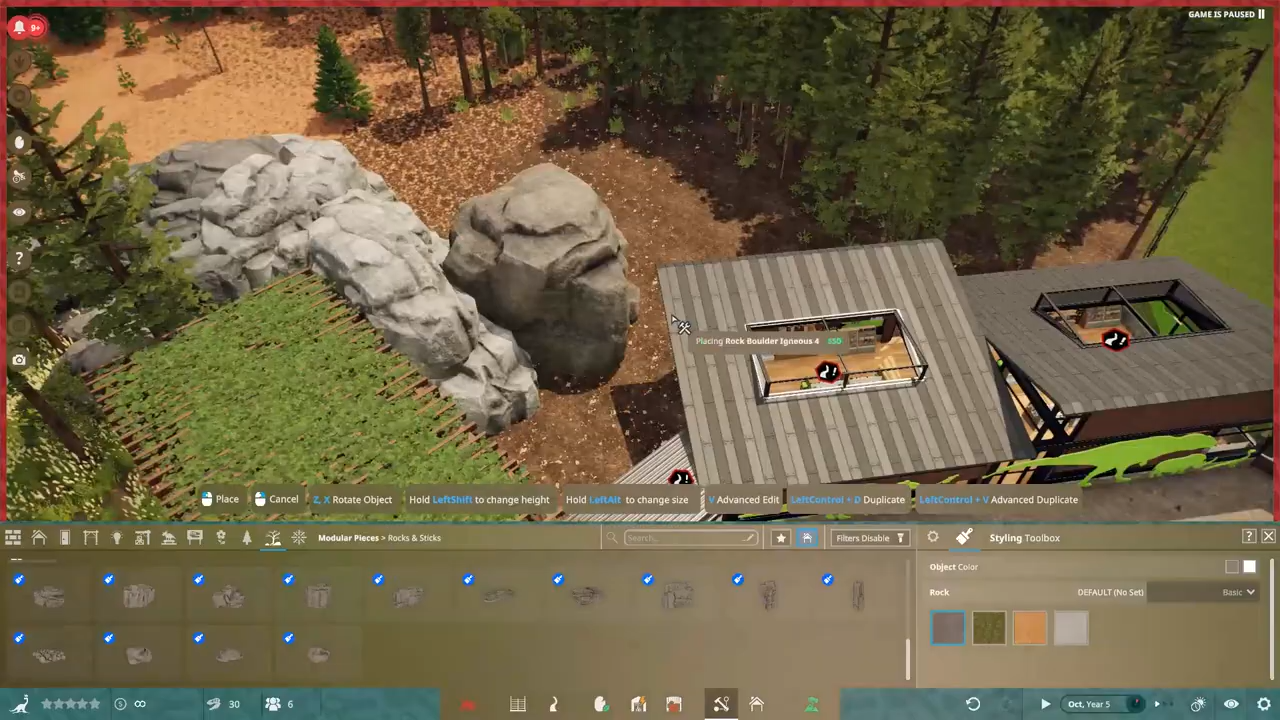 9+
GAME IS PAUSED
?
Placing Rock Boulder Igneous 4 $50
Place
Cancel
Z, X Rotate Object
Hold LeftShift to change height
Hold LeftAlt to change size
V Advanced Edit
LeftControl + D Duplicate
LeftControl + V Advanced Duplicate
Modular Pieces > Rocks & Sticks
Search...
Filters Disable
Styling Toolbox
?
Object Color
Rock
DEFAULT (No Set)
Basic
30
6
Oct, Year 5